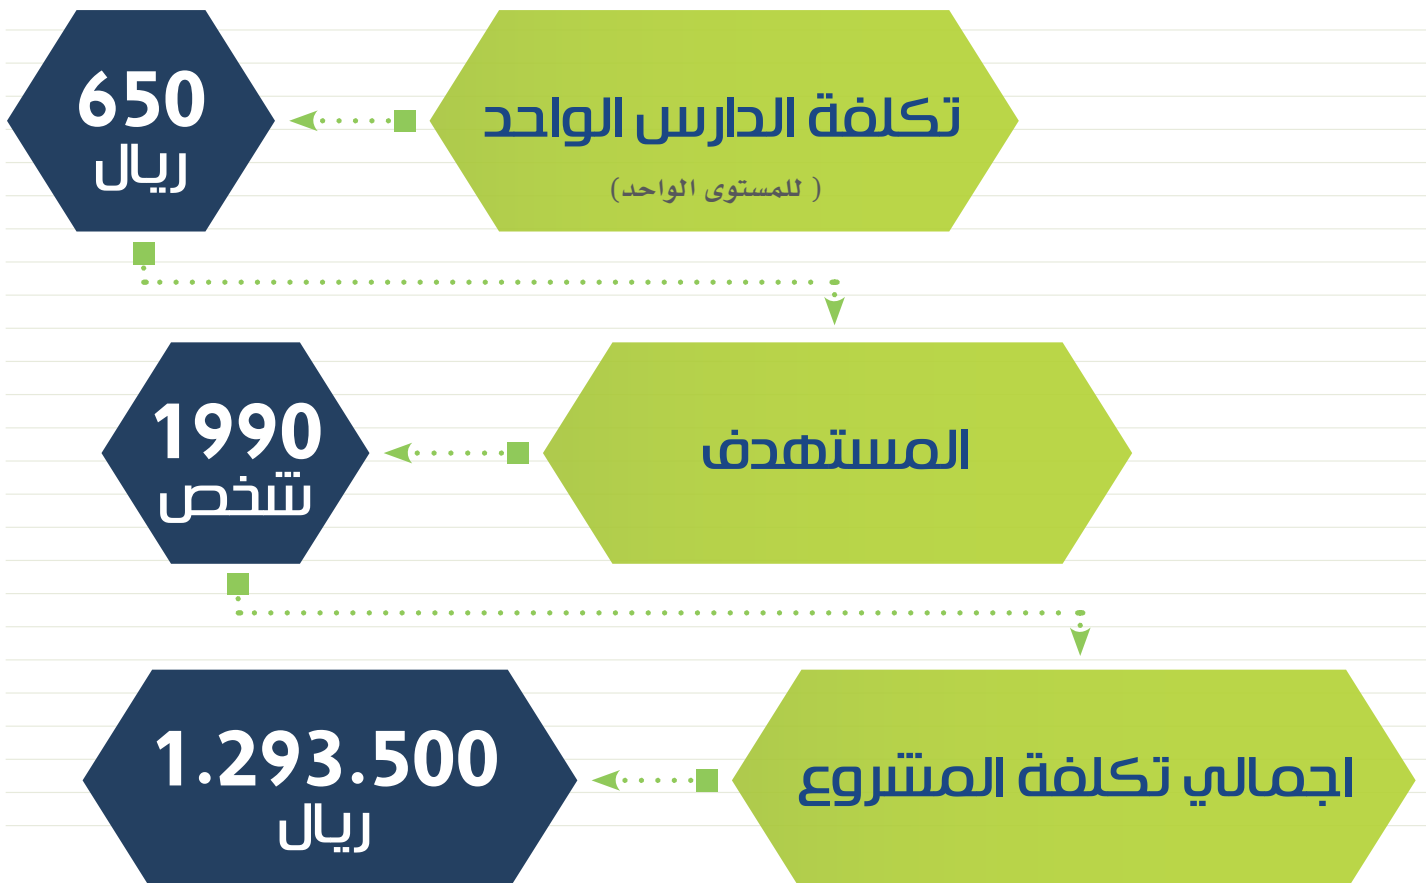 تكلفة الدارس الواحد
( للمستوى الواحد)
650
ريال
المستهدف
1990
شخص
اجمالي تكلفة المشروع
1.293.500
ريال